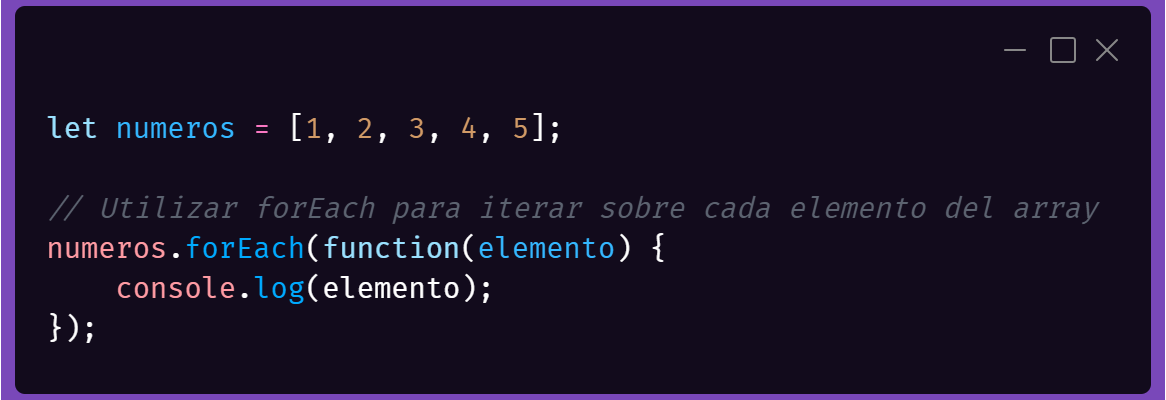 let numeros = [1, 2, 3, 4, 5];
// Utilizar forEach para iterar sobre cada elemento del array
numeros.forEach(function(elemento) {
    console.log(elemento);
});